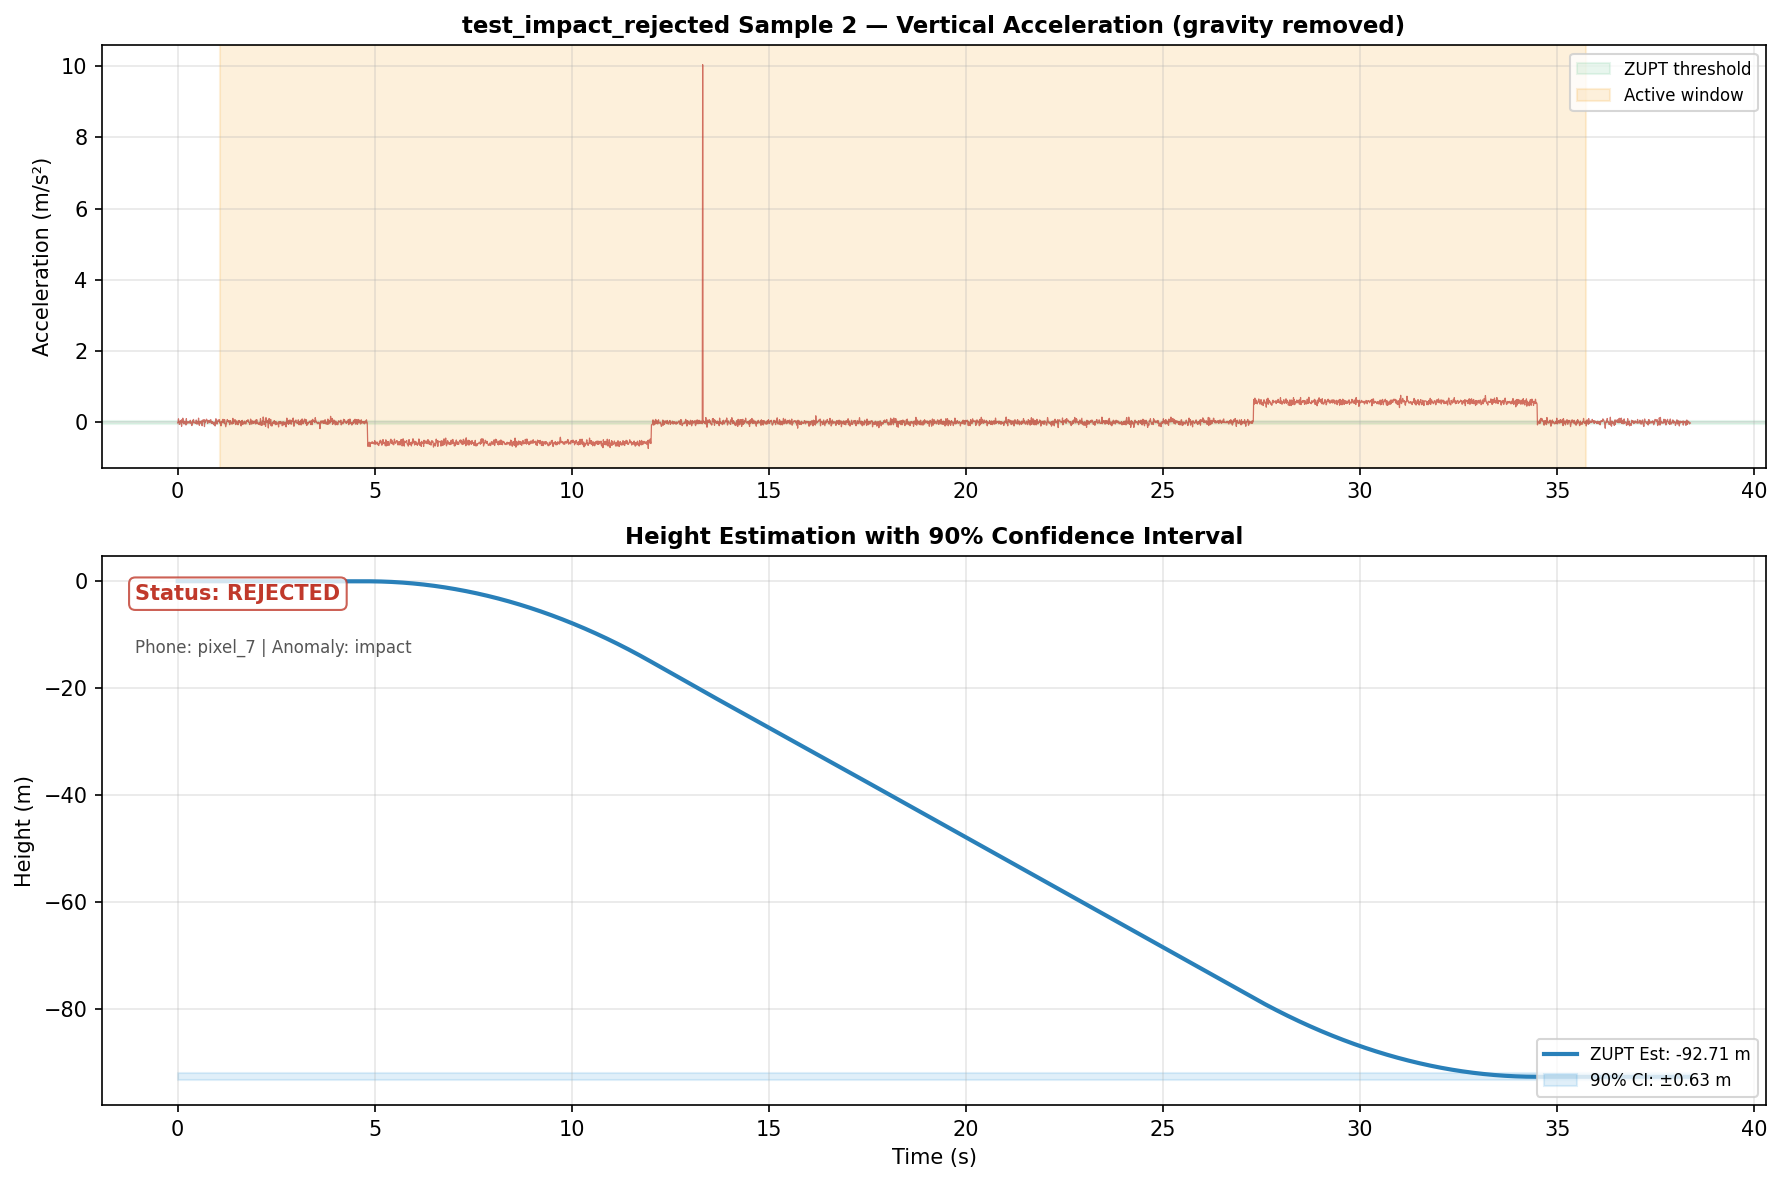 test_impact_rejected Sample 2 — Vertical Acceleration (gravity removed)
10
8
6
4
2
0
Acceleration (m/s²)
ZUPT threshold
Active window
0 5 10 15 20 25 30 35 40
Height Estimation with 90% Confidence Interval
0
−20
−40
−60
−80
Height (m)
Status: REJECTED
Phone: pixel_7 | Anomaly: impact
ZUPT Est: -92.71 m
90% CI: ±0.63 m
0 5 10 15 20 25 30 35 40
Time (s)